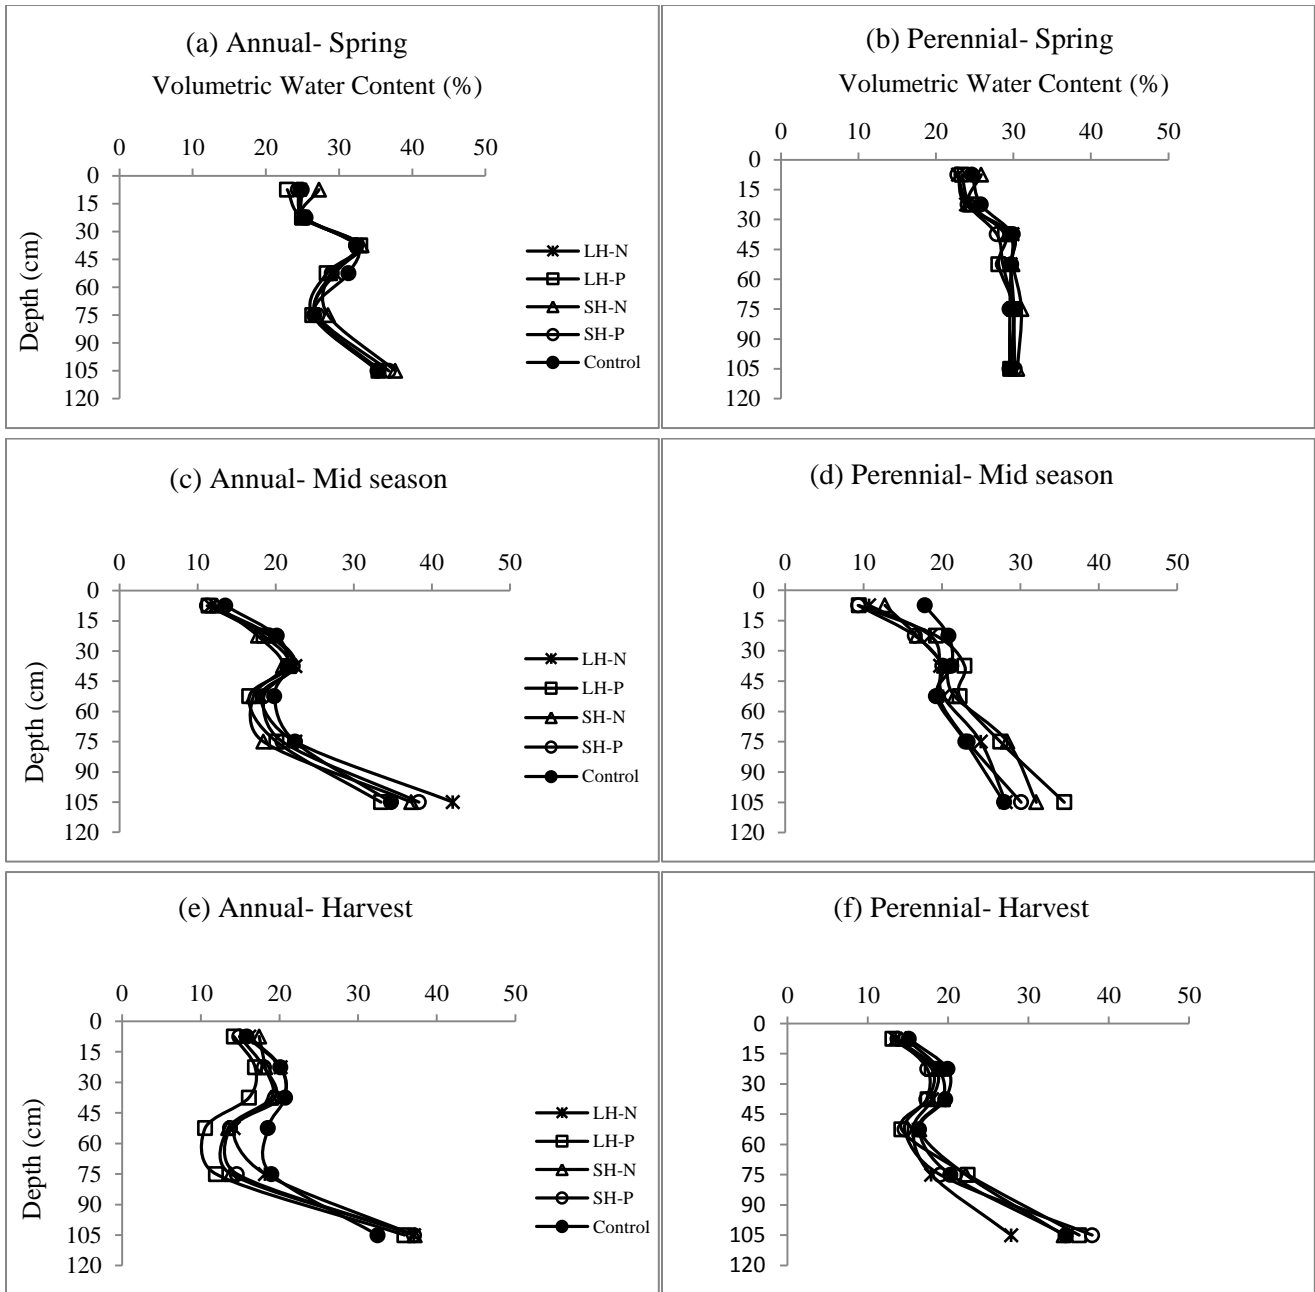 (a) Annual- Spring
Volumetric Water Content (%)
0 10 20 30 40 50
0
15
30
45
60
75
90
105
120
Depth (cm)
LH-N
LH-P
SH-N
SH-P
Control
(b) Perennial- Spring
Volumetric Water Content (%)
0 10 20 30 40 50
0
15
30
45
60
75
90
105
120
(c) Annual- Mid season
0 10 20 30 40 50
0
15
30
45
60
75
90
105
120
Depth (cm)
LH-N
LH-P
SH-N
SH-P
Control
(d) Perennial- Mid season
0 10 20 30 40 50
0
15
30
45
60
75
90
105
120
(e) Annual- Harvest
0 10 20 30 40 50
0
15
30
45
60
75
90
105
120
Depth (cm)
LH-N
LH-P
SH-N
SH-P
Control
(f) Perennial- Harvest
0 10 20 30 40 50
0
15
30
45
60
75
90
105
120